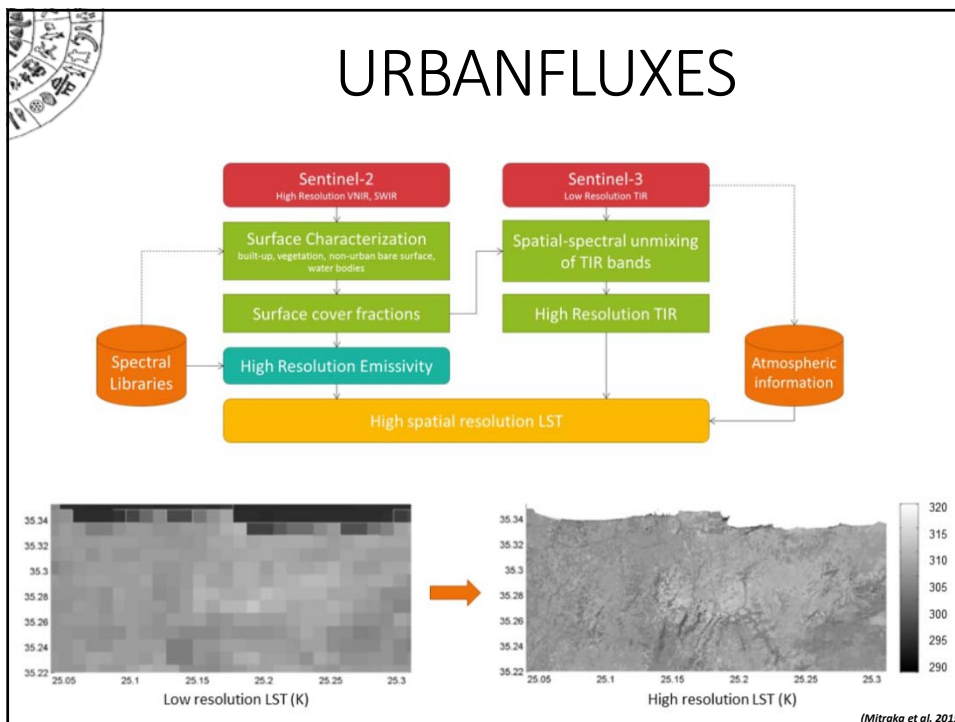 URBANFLUXES
Sentinel-2
High Resolution VNIR, SWIR
Sentinel-3
Low Resolution TIR
Surface Characterization
built-up, vegetation, non-urban bare surface,
water bodies
Spatial-spectral unmixing
of TIR bands
Surface cover fractions
High Resolution TIR
Spectral
Libraries
High Resolution Emissivity
Atmospheric
information
High spatial resolution LST
35.34
35.32
35.3
35.28
35.26
35.24
35.22
25.05 25.1 25.15 25.2 25.25 25.3
Low resolution LST (K)
35.34
35.32
35.3
35.28
35.26
35.24
35.22
25.05 25.1 25.15 25.2 25.25 25.3
High resolution LST (K)
320
315
310
305
300
295
290
(Mitraka et al. 201